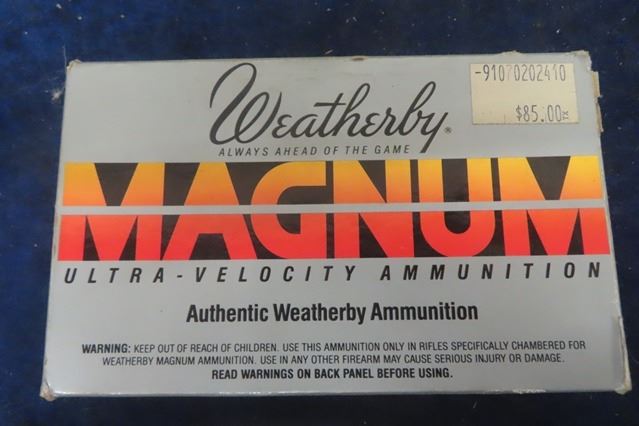 -91070202410
$85.00TX
Weatherby®
ALWAYS AHEAD OF THE GAME
MAGNUM
ULTRA-VELOCITY AMMUNITION
Authentic Weatherby Ammunition
WARNING: KEEP OUT OF REACH OF CHILDREN. USE THIS AMMUNITION ONLY IN RIFLES SPECIFICALLY CHAMBERED FOR
WEATHERBY MAGNUM AMMUNITION. USE IN ANY OTHER FIREARM MAY CAUSE SERIOUS INJURY OR DAMAGE.
READ WARNINGS ON BACK PANEL BEFORE USING.